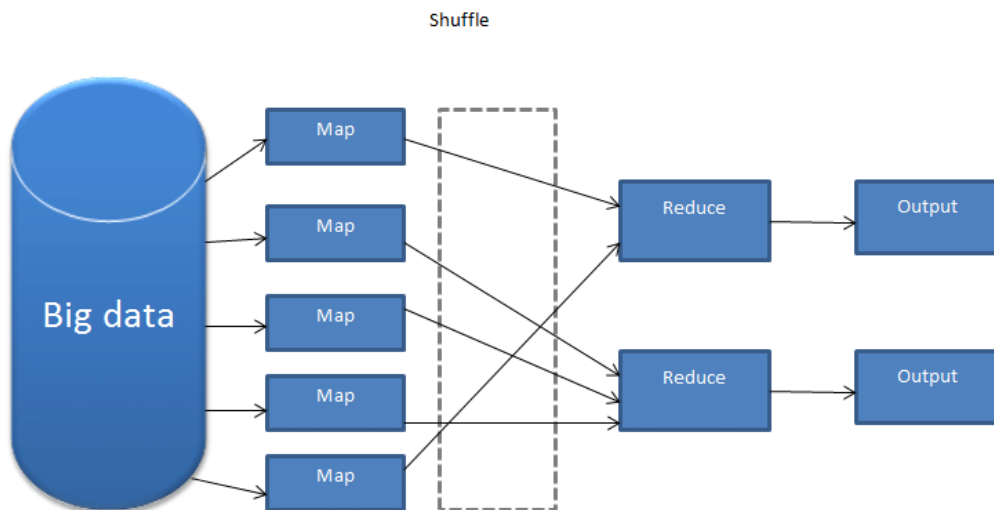 Shuffle
Map
Map
Map
Map
Map
Big data
Reduce
Output
Reduce
Output